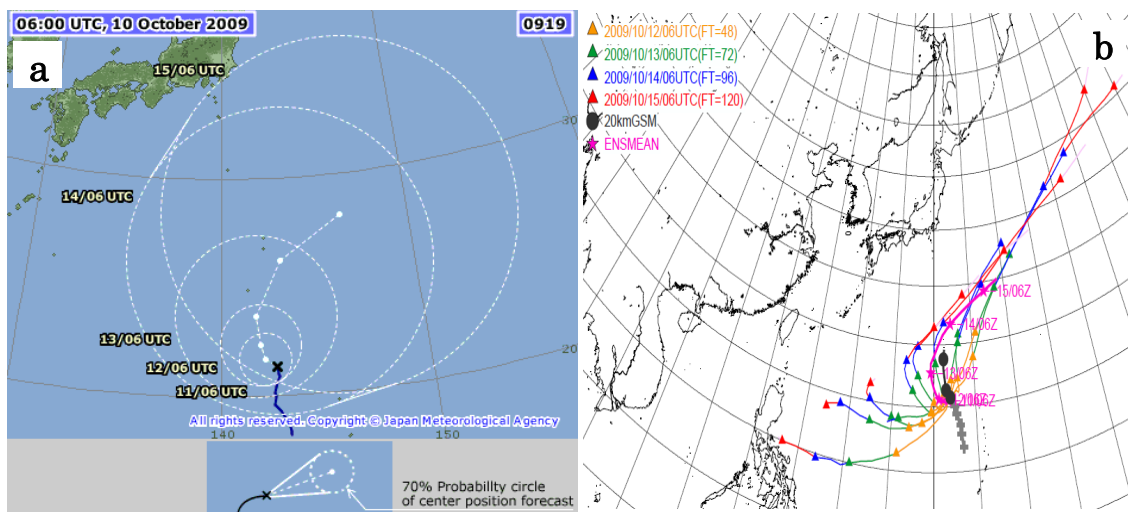 06:00 UTC, 10 October 2009
0919
a
15/06 UTC
30
14/06 UTC
13/06 UTC
12/06 UTC
20
11/06 UTC
All rights reserved. Copyright © Japan Meteorological Agency
140
150
70% Probability circle
of center position forecast
b
2009/10/12/06UTC(FT=48)
2009/10/13/06UTC(FT=72)
2009/10/14/06UTC(FT=96)
2009/10/15/06UTC(FT=120)
20kmGSM
ENSMEAN
15/06Z
14/06Z
13/06Z